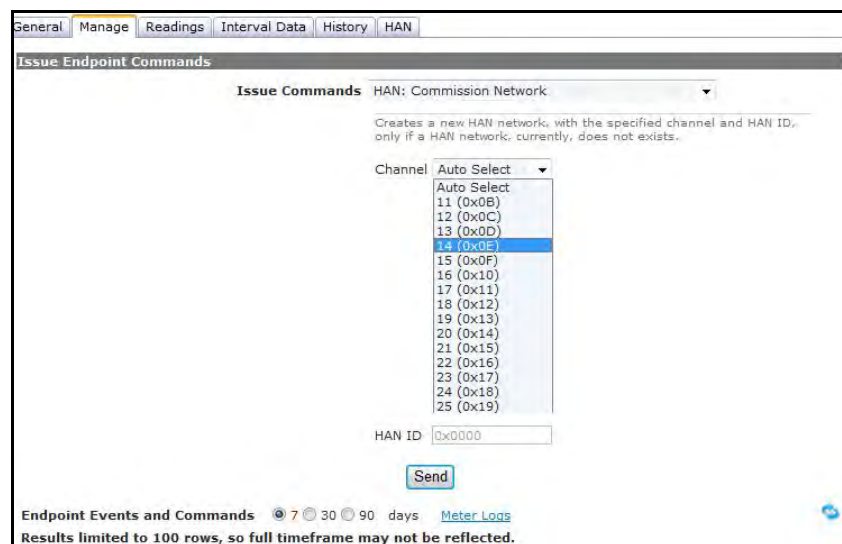 General Manage Readings Interval Data History HAN
Issue Endpoint Commands
Issue Commands HAN: Commission Network
Creates a new HAN network, with the specified channel and HAN ID,
only if a HAN network, currently, does not exists.
Channel Auto Select
Auto Select
11 (0x0B)
12 (0x0C)
13 (0x0D)
14 (0x0E)
15 (0x0F)
16 (0x10)
17 (0x11)
18 (0x12)
19 (0x13)
20 (0x14)
21 (0x15)
22 (0x16)
23 (0x17)
24 (0x18)
25 (0x19)
HAN ID 0x0000
Send
Endpoint Events and Commands 7 30 90 days Meter Logs
Results limited to 100 rows, so full timeframe may not be reflected.